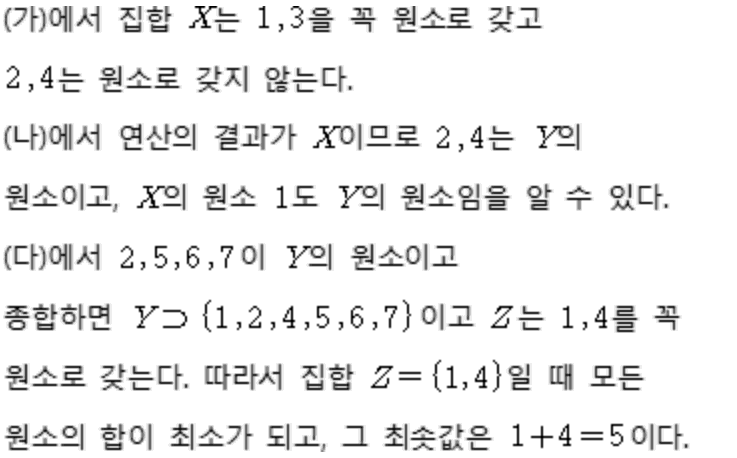 (가)에서 집합 X는 1,3을 꼭 원소로 갖고
2,4는 원소로 갖지 않는다.
(나)에서 연산의 결과가 X이므로 2,4는 Y의
원소이고, X의 원소 1도 Y의 원소임을 알 수 있다.
(다)에서 2,5,6,7이 Y의 원소이고
종합하면 Y⊃{1,2,4,5,6,7}이고 Z는 1,4를 꼭
원소로 갖는다. 따라서 집합 Z={1,4}일 때 모든
원소의 합이 최소가 되고, 그 최솟값은 1+4=5이다.